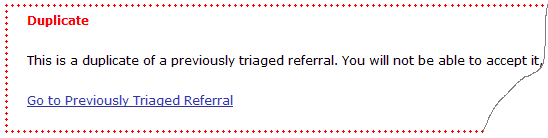 Duplicate
This is a duplicate of a previously triaged referral. You will not be able to accept it,
Go to Previously Triaged Referral